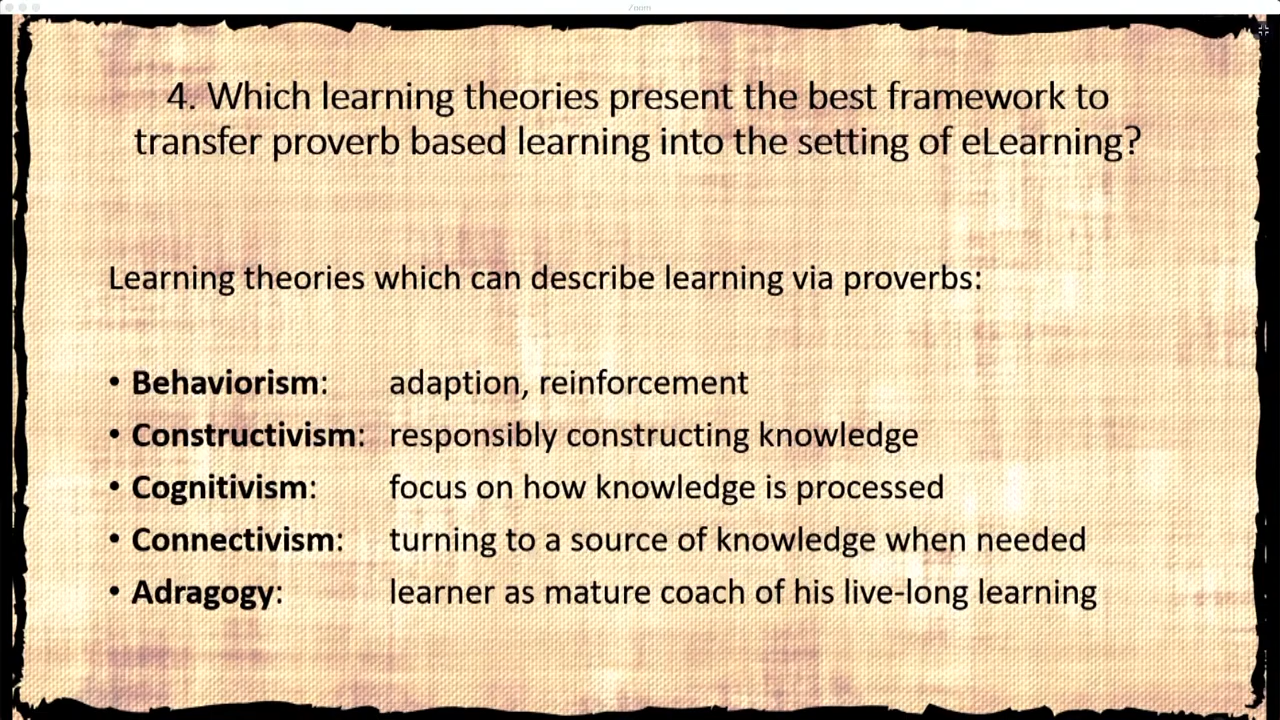 4. Which learning theories present the best framework to
transfer proverb based learning into the setting of eLearning?
Learning theories which can describe learning via proverbs:
• Behaviorism: adaption, reinforcement
• Constructivism: responsibly constructing knowledge
• Cognitivism: focus on how knowledge is processed
• Connectivism: turning to a source of knowledge when needed
• Adragogy: learner as mature coach of his live-long learning